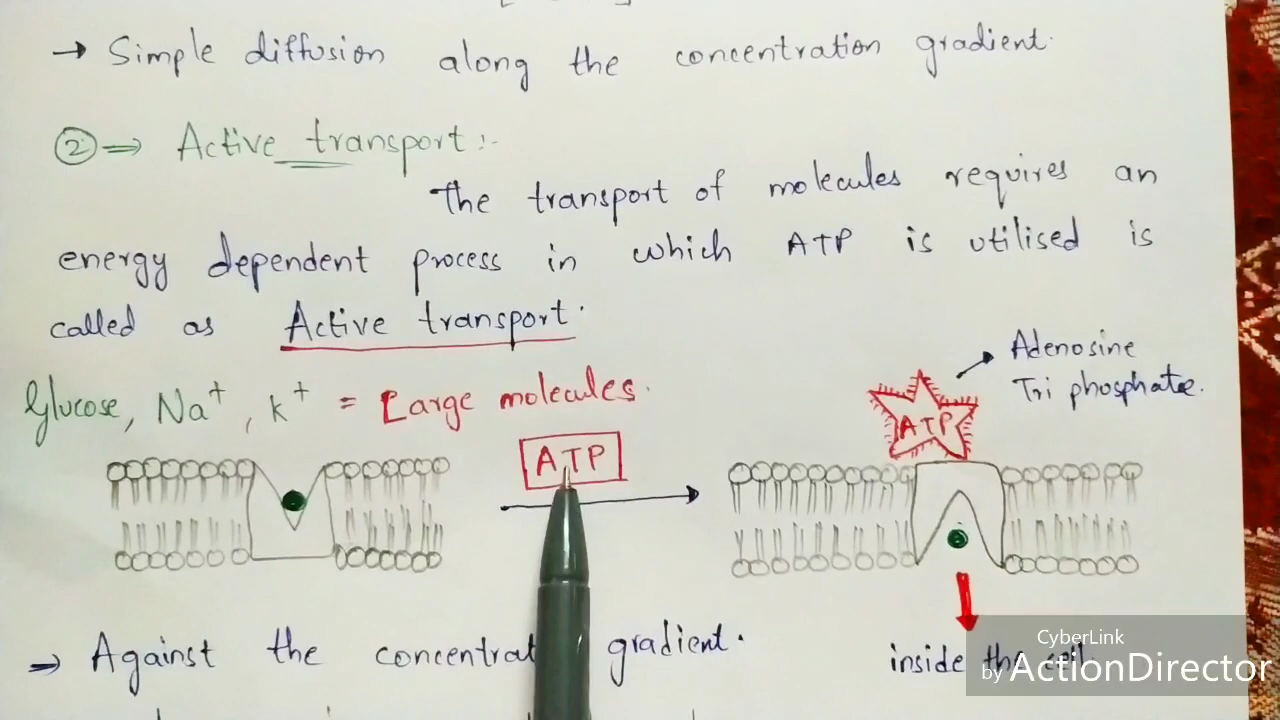 → Simple diffusion along the concentration gradient.
② ⇒ Active transport :-
The transport of molecules requires an
energy dependent process in which ATP is utilised is
called as Active transport.
Glucose, Na⁺, K⁺ = Large molecules.
Adenosine
Tri phosphate.
ATP
ATP
→ Against the concentrat gradient.
inside the cell
CyberLink
by ActionDirector